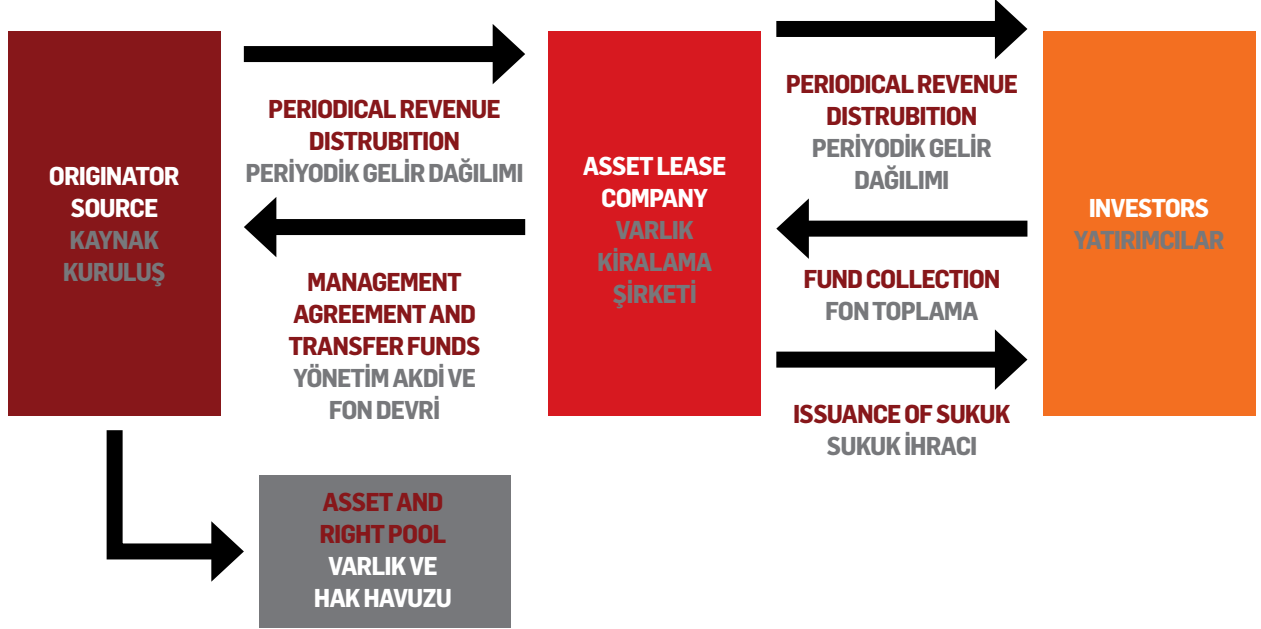 ORIGINATOR
SOURCE
KAYNAK
KURULUŞ
PERIODICAL REVENUE
DISTRUBITION
PERİYODİK GELİR DAĞILIMI
MANAGEMENT
AGREEMENT AND
TRANSFER FUNDS
YÖNETİM AKDİ VE
FON DEVRİ
ASSET LEASE
COMPANY
VARLIK
KİRALAMA
ŞİRKETİ
PERIODICAL REVENUE
DISTRUBITION
PERİYODİK GELİR
DAĞILIMI
FUND COLLECTION
FON TOPLAMA
ISSUANCE OF SUKUK
SUKUK İHRACI
INVESTORS
YATIRIMCILAR
ASSET AND
RIGHT POOL
VARLIK VE
HAK HAVUZU